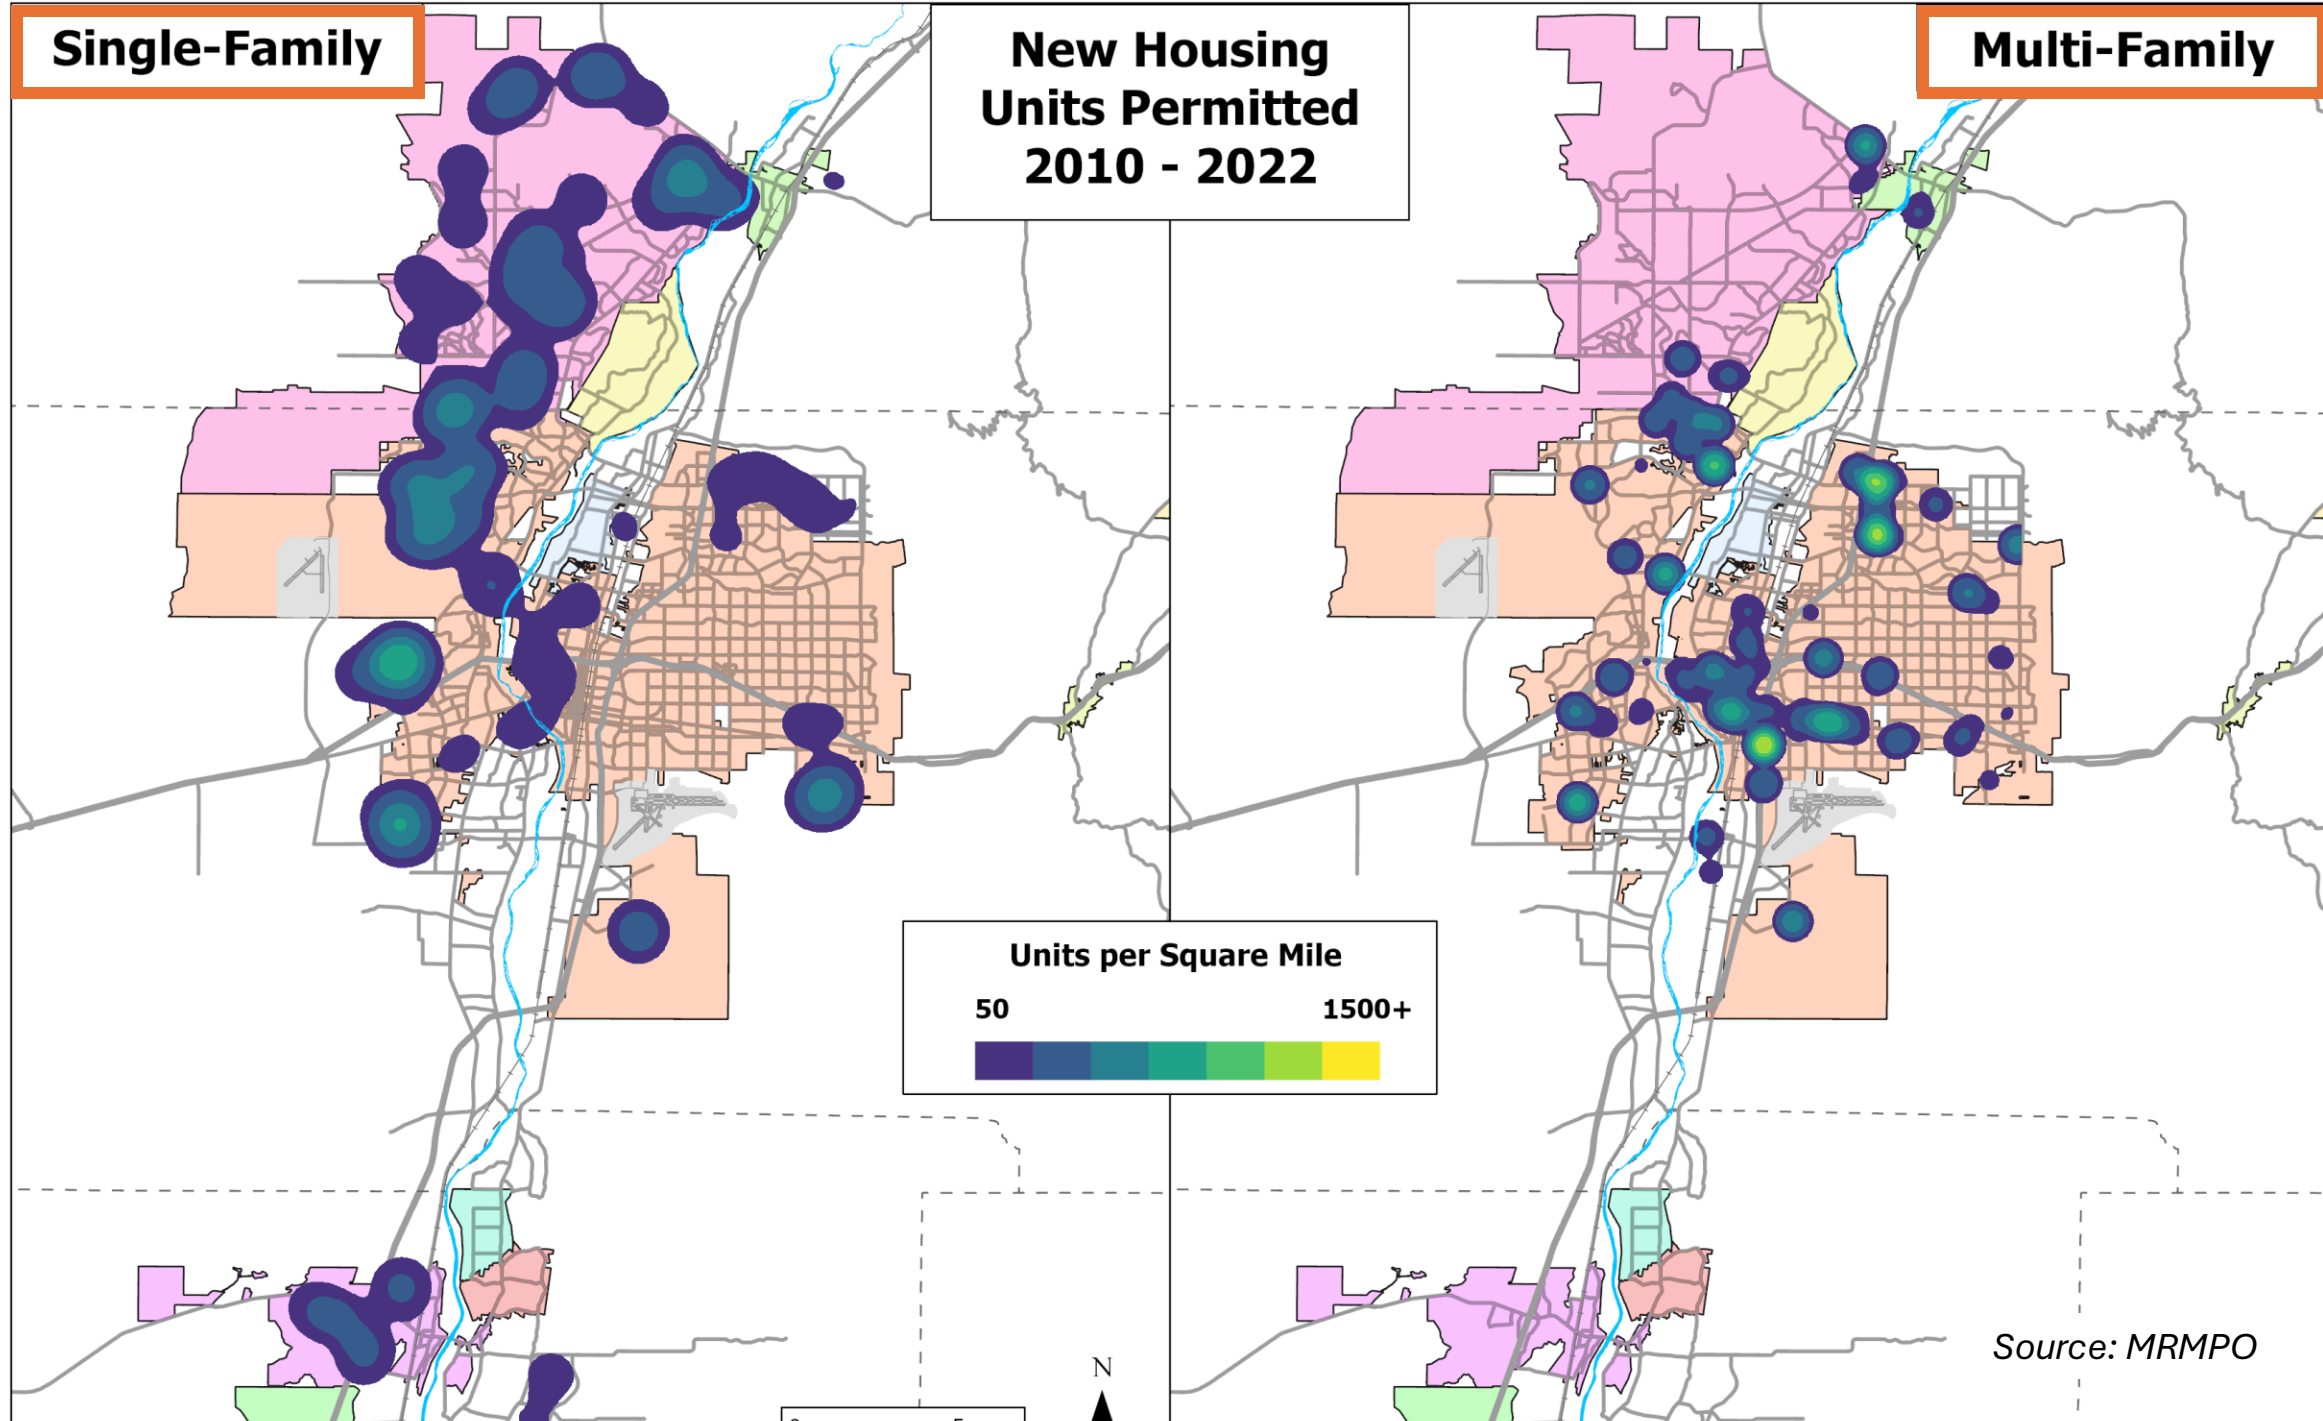 Single-Family
New Housing
Units Permitted
2010 - 2022
Multi-Family
Units per Square Mile
50 1500+
Source: MRMPO
N